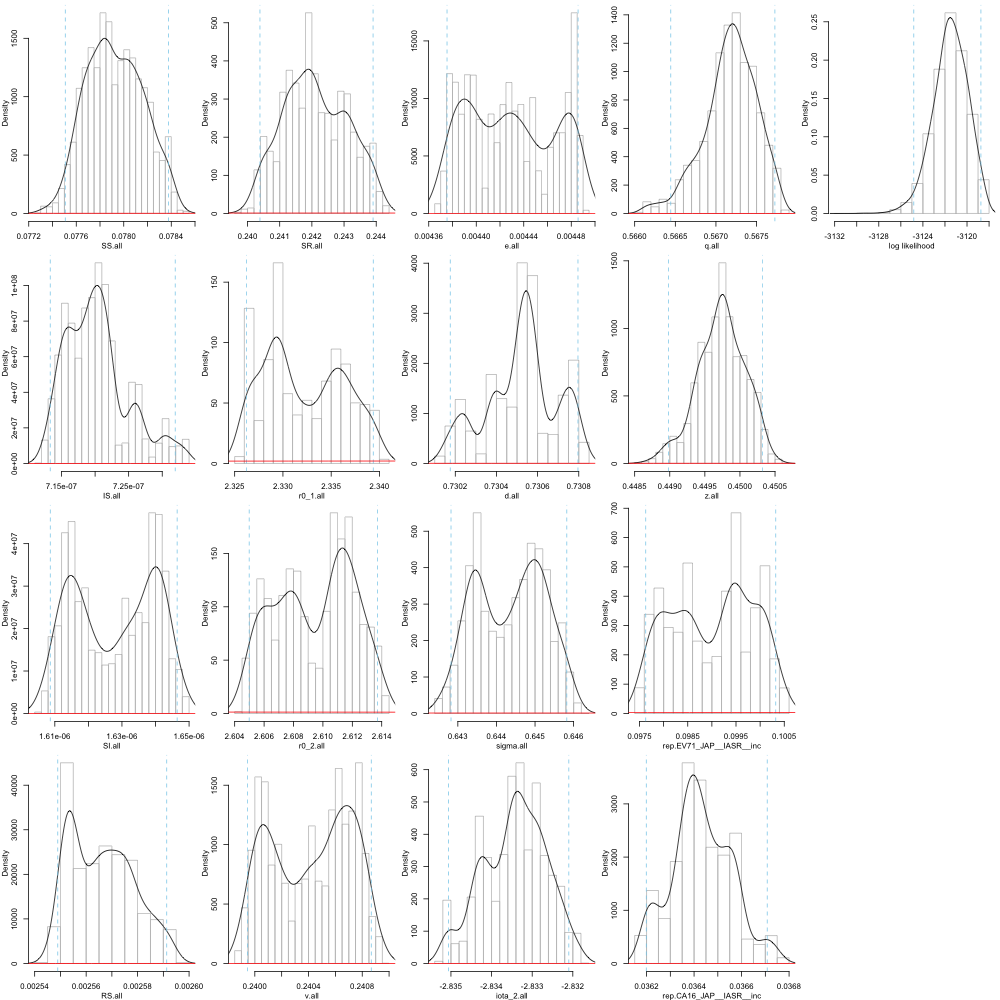 Density
0 500 1000 1500
0.0772 0.0776 0.0780 0.0784
SS.all
Density
0 100 200 300 400 500
0.240 0.241 0.242 0.243 0.244
SR.all
Density
0 5000 10000 15000
0.00436 0.00440 0.00444 0.00448
e.all
Density
0 200 400 600 800 1000 1200 1400
0.5660 0.5665 0.5670 0.5675
q.all
Density
0.00 0.05 0.10 0.15 0.20 0.25
-3132 -3128 -3124 -3120
log likelihood
Density
0e+00 2e+07 4e+07 6e+07 8e+07 1e+08
7.15e-07 7.25e-07
IS.all
Density
0 50 100 150
2.325 2.330 2.335 2.340
r0_1.all
Density
0 1000 2000 3000 4000
0.7302 0.7304 0.7306 0.7308
d.all
Density
0 500 1000 1500
0.4485 0.4490 0.4495 0.4500 0.4505
z.all
Density
0e+00 1e+07 2e+07 3e+07 4e+07
1.61e-06 1.63e-06 1.65e-06
SI.all
Density
0 50 100 150
2.604 2.606 2.608 2.610 2.612 2.614
r0_2.all
Density
0 100 200 300 400 500
0.643 0.644 0.645 0.646
sigma.all
Density
0 100 200 300 400 500 600 700
0.0975 0.0985 0.0995 0.1005
rep.EV71_JAP__IASR__inc
Density
0 10000 20000 30000 40000
0.00254 0.00256 0.00258 0.00260
RS.all
Density
0 500 1000 1500
0.2400 0.2404 0.2408
v.all
Density
0 100 200 300 400 500 600
-2.835 -2.834 -2.833 -2.832
iota_2.all
Density
0 1000 2000 3000
0.0362 0.0364 0.0366 0.0368
rep.CA16_JAP__IASR__inc